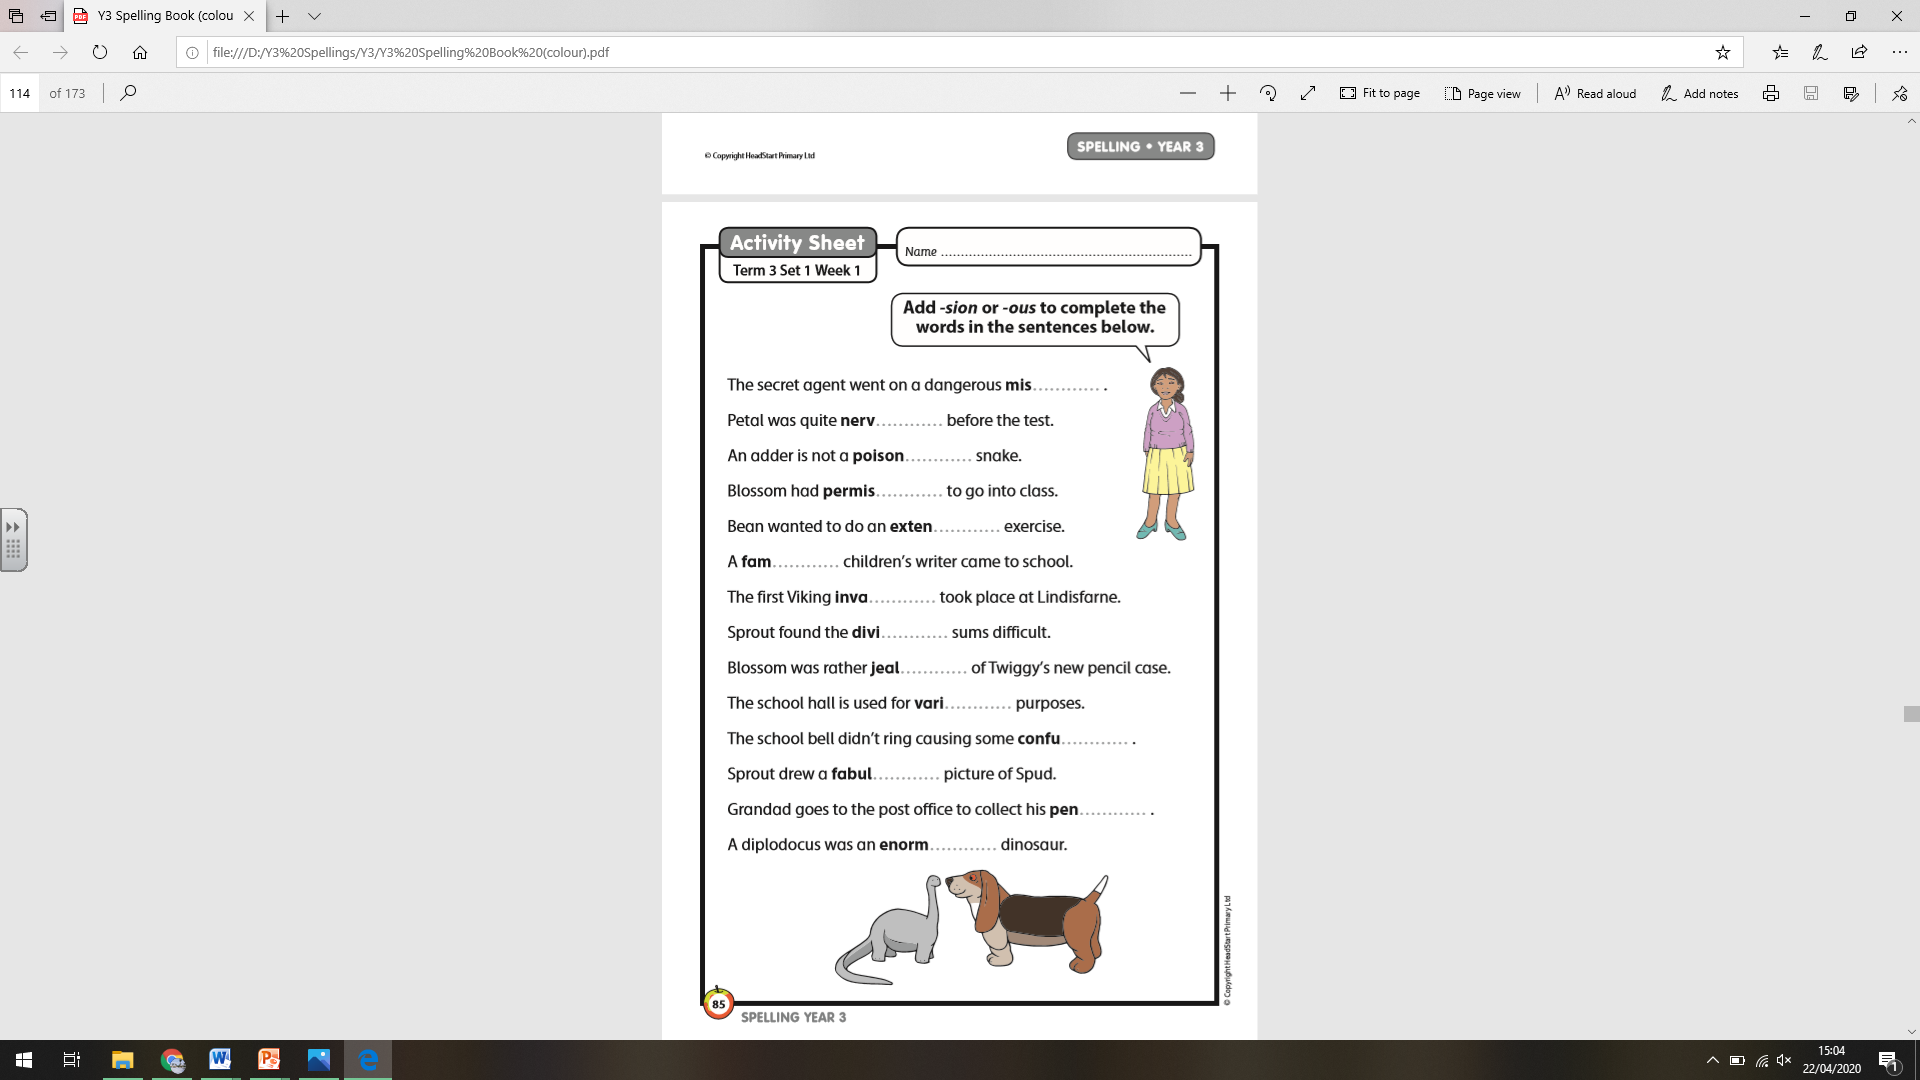 Y3 Spelling Book (colou
file:///D:/Y3%20Spellings/Y3/Y3%20Spelling%20Book%20(colour).pdf
114 of 173
Fit to page
Page view
Read aloud
Add notes
© Copyright HeadStart Primary Ltd
SPELLING • YEAR 3
Activity Sheet
Term 3 Set 1 Week 1
Name ..............................................................
Add -sion or -ous to complete the
words in the sentences below.
The secret agent went on a dangerous mis............ .
Petal was quite nerv............ before the test.
An adder is not a poison............ snake.
Blossom had permis............ to go into class.
Bean wanted to do an exten............ exercise.
A fam............ children's writer came to school.
The first Viking inva............ took place at Lindisfarne.
Sprout found the divi............ sums difficult.
Blossom was rather jeal............ of Twiggy's new pencil case.
The school hall is used for vari............ purposes.
The school bell didn't ring causing some confu............ .
Sprout drew a fabul............ picture of Spud.
Grandad goes to the post office to collect his pen............ .
A diplodocus was an enorm............ dinosaur.
© Copyright HeadStart Primary Ltd
85
SPELLING YEAR 3
15:04
22/04/2020
1